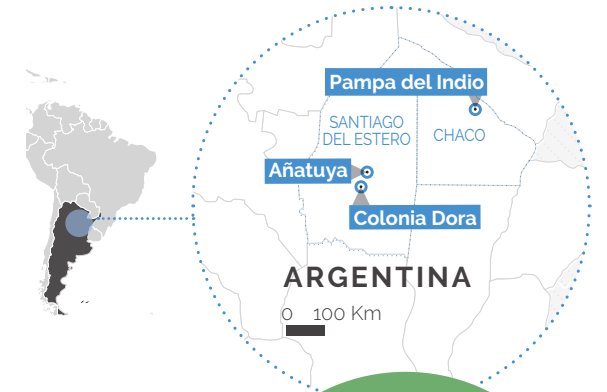 Pampa del Indio
SANTIAGO
DEL ESTERO
CHACO
Añatuya
Colonia Dora
ARGENTINA
0 100 Km